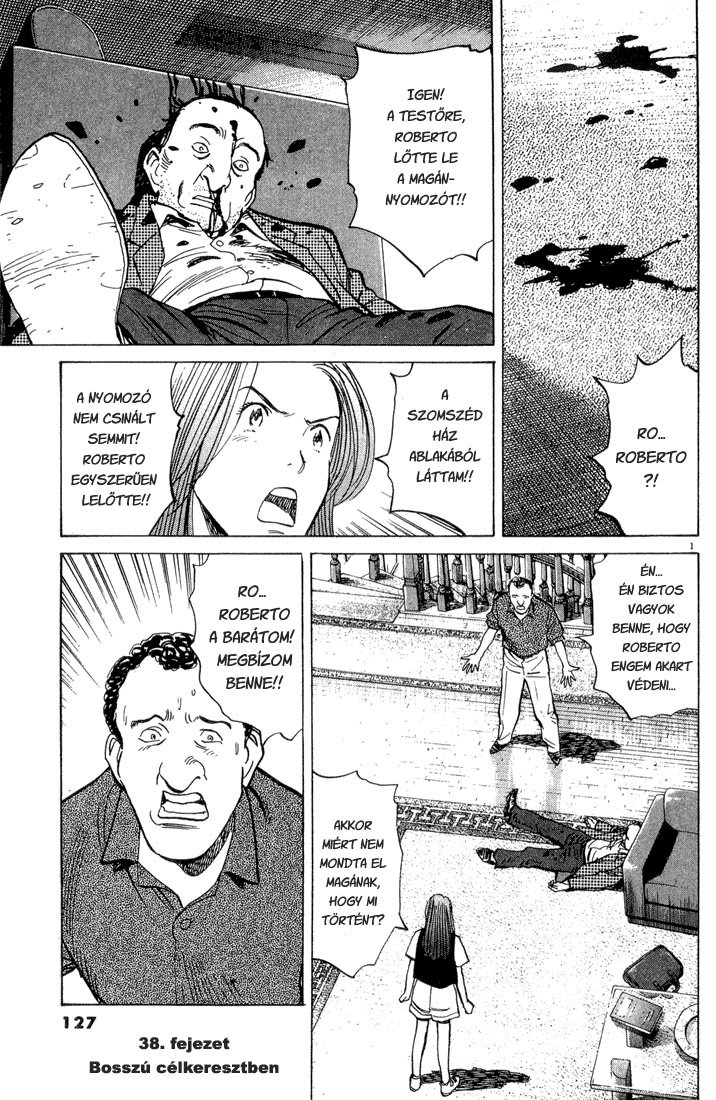 RO...
ROBERTO
?!
IGEN!
A TESTŐRE,
ROBERTO
LŐTTE LE
A MAGÁN-
NYOMOZÓT!!
A
SZOMSZÉD
HÁZ
ABLAKÁBÓL
LÁTTAM!!
A NYOMOZÓ
NEM CSINÁLT
SEMMIT!
ROBERTO
EGYSZERŰEN
LELŐTTE!!
1
ÉN...
ÉN BIZTOS
VAGYOK
BENNE, HOGY
ROBERTO
ENGEM AKART
VÉDENI...
AKKOR
MIÉRT NEM
MONDTA EL
MAGÁNAK,
HOGY MI
TÖRTÉNT?
RO...
ROBERTO
A BARÁTOM!
MEGBÍZOM
BENNE!!
127
38. fejezet
Bosszú célkeresztben